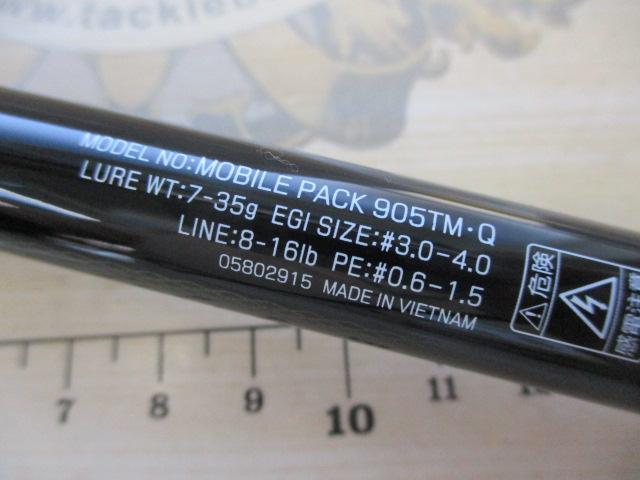 www.tackle
MODEL NO:MOBILE PACK 905TM·Q
LURE WT:7-35g EGI SIZE:#3.0-4.0
LINE:8-16lb PE:#0.6-1.5
05802915 MADE IN VIETNAM
危険
感電注意
7 8 9 10 11